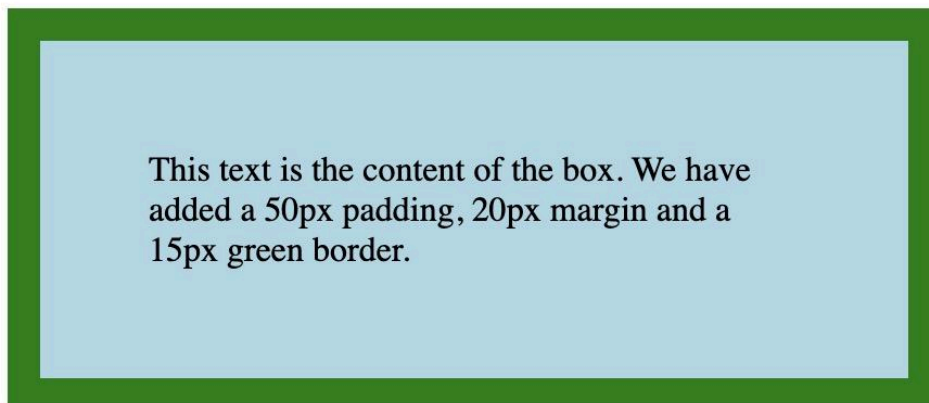 This text is the content of the box. We have
added a 50px padding, 20px margin and a
15px green border.